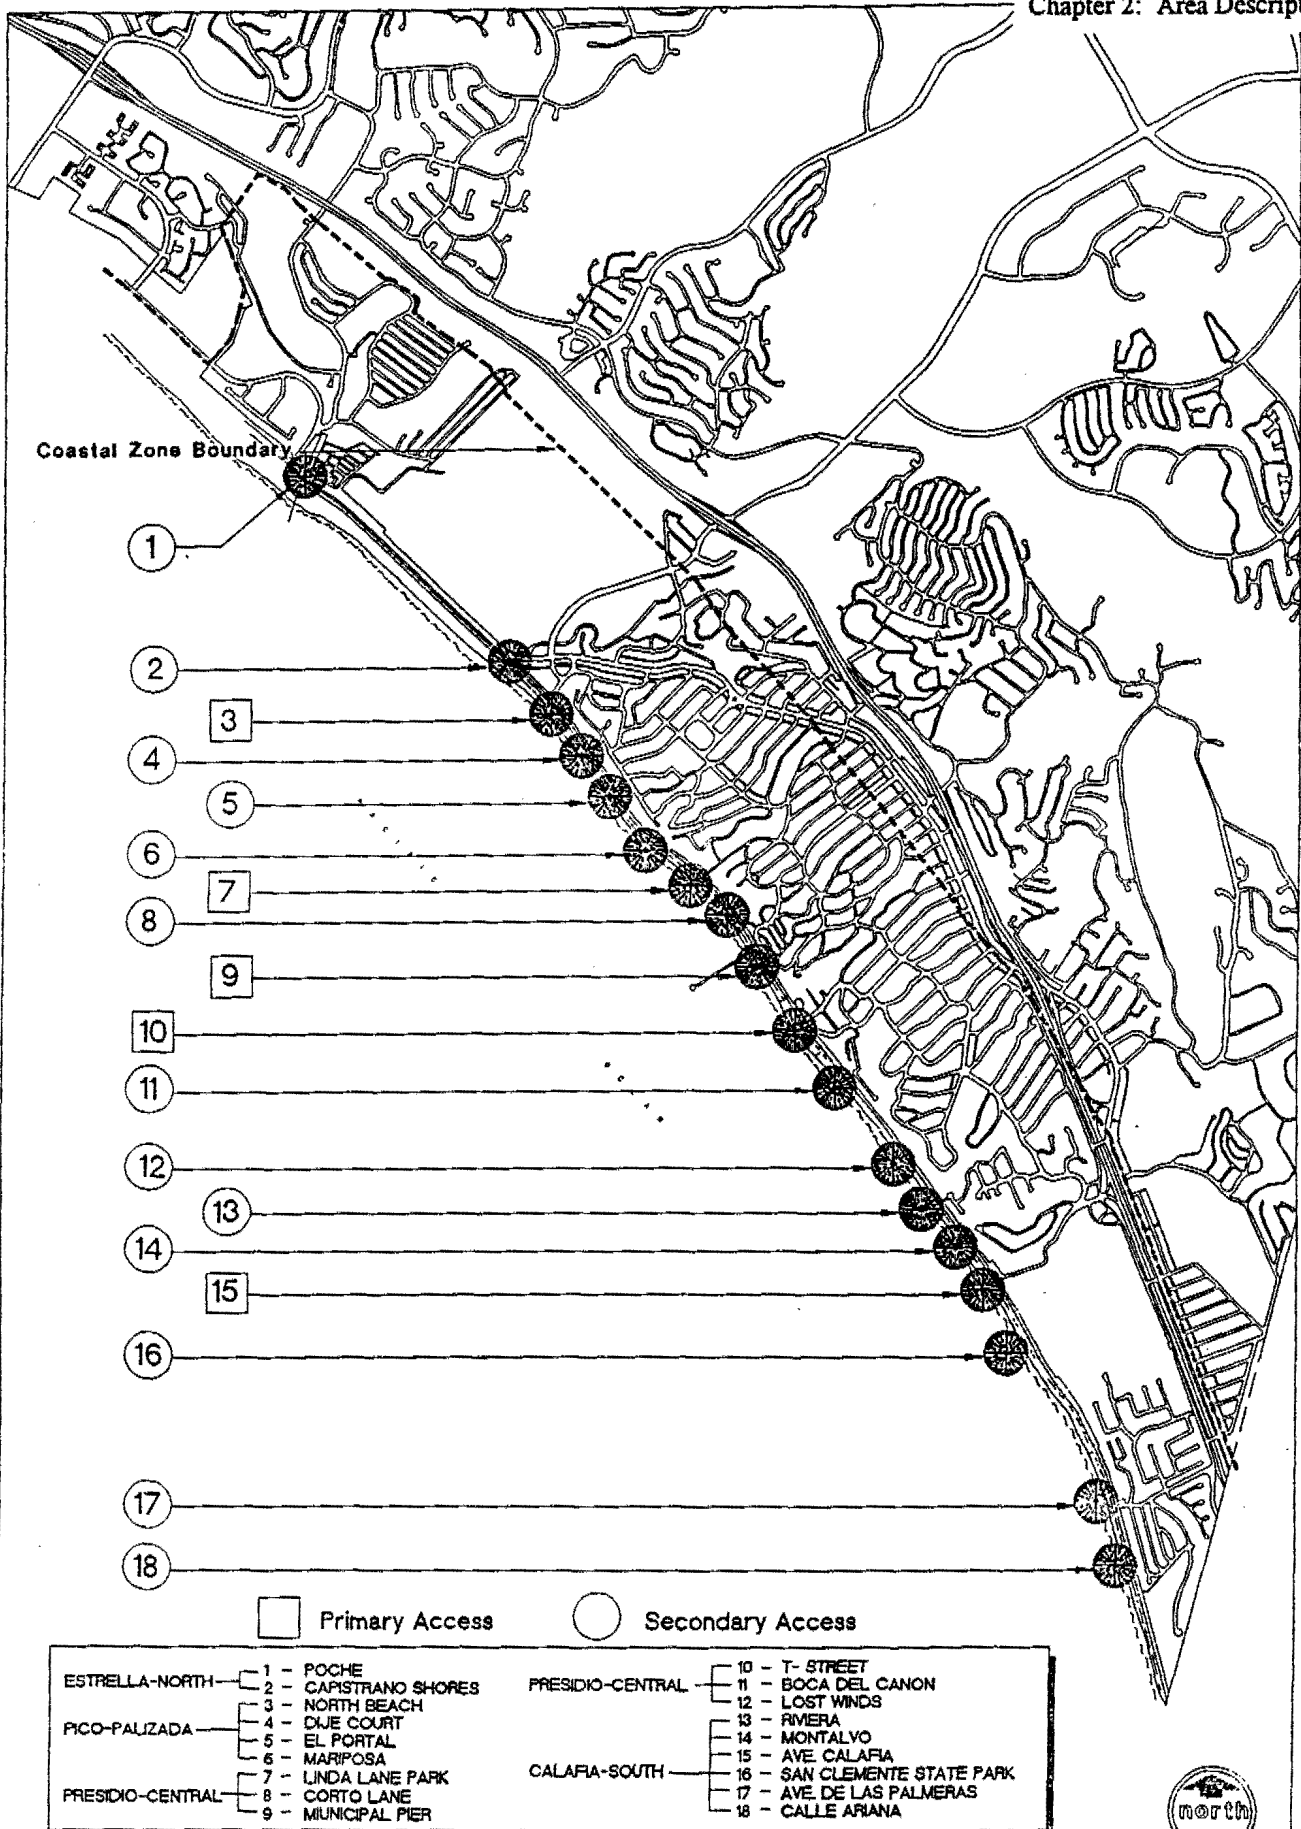 Chapter 2: Area Descript
Coastal Zone Boundary
1
2
3
4
5
6
7
8
9
10
11
12
13
14
15
16
17
18
Primary Access
Secondary Access
ESTRELLA-NORTH
1 - POCHE
2 - CAPISTRANO SHORES
PICO-PALIZADA
3 - NORTH BEACH
4 - DIJE COURT
5 - EL PORTAL
6 - MARIPOSA
PRESIDIO-CENTRAL
7 - LINDA LANE PARK
8 - CORTO LANE
9 - MIUNICIPAL PIER
PRESIDIO-CENTRAL
10 - T- STREET
11 - BOCA DEL CANON
12 - LOST WINDS
CALAFIA-SOUTH
13 - RIVIERA
14 - MONTALVO
15 - AVE. CALAFIA
16 - SAN CLEMENTE STATE PARK
17 - AVE. DE LAS PALMERAS
18 - CALLE ARIANA
north